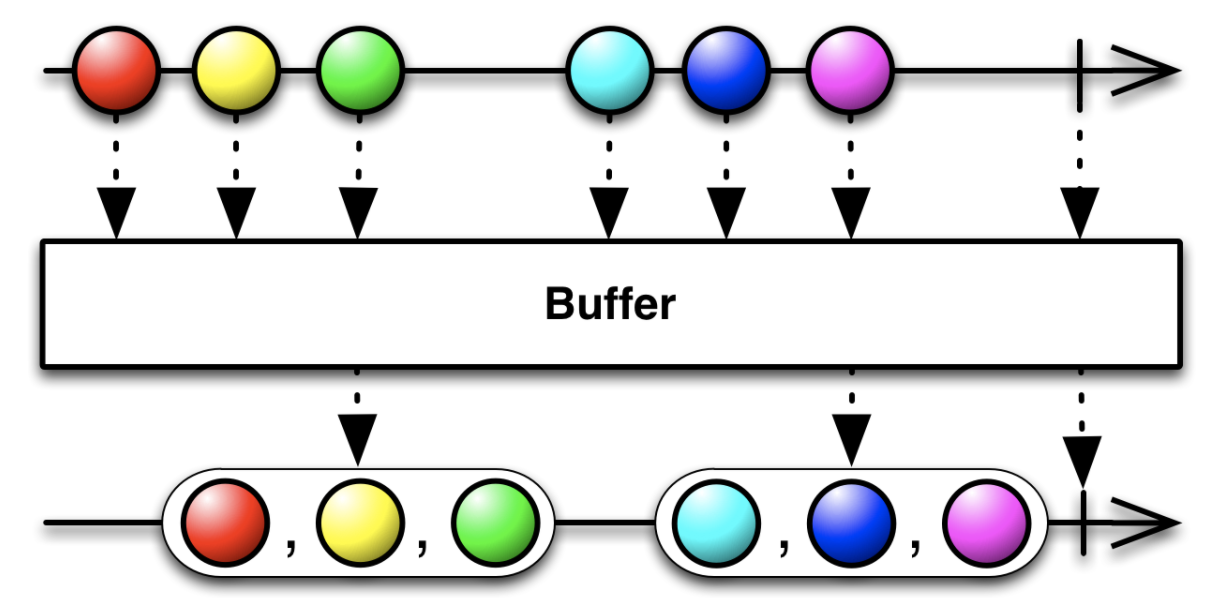 Buffer
, ,
, ,